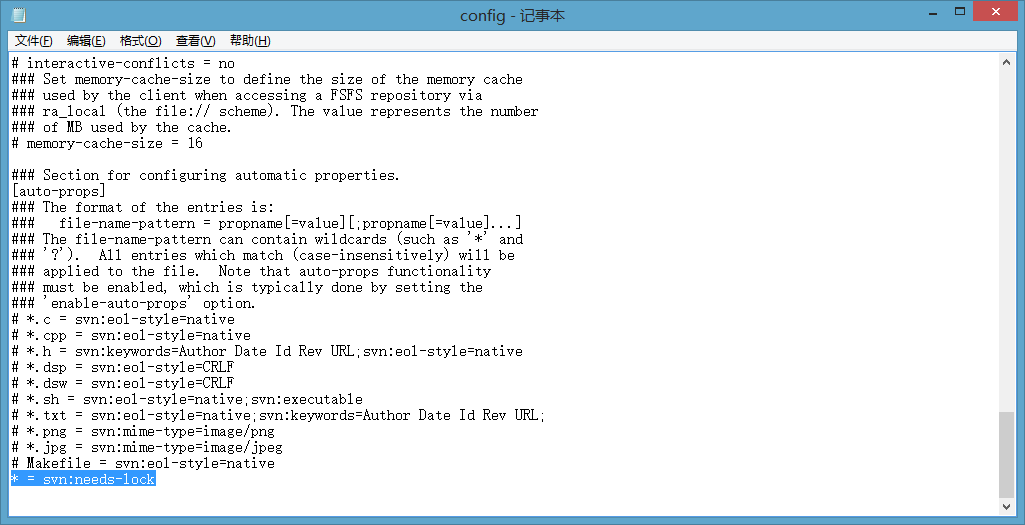 config - 记事本
文件(F) 编辑(E) 格式(O) 查看(V) 帮助(H)
# interactive-conflicts = no
### Set memory-cache-size to define the size of the memory cache
### used by the client when accessing a FSFS repository via
### ra_local (the file:// scheme). The value represents the number
### of MB used by the cache.
# memory-cache-size = 16

### Section for configuring automatic properties.
[auto-props]
### The format of the entries is:
###   file-name-pattern = propname[=value][;propname[=value]...]
### The file-name-pattern can contain wildcards (such as '*' and
### '?').  All entries which match (case-insensitively) will be
### applied to the file.  Note that auto-props functionality
### must be enabled, which is typically done by setting the
### 'enable-auto-props' option.
# *.c = svn:eol-style=native
# *.cpp = svn:eol-style=native
# *.h = svn:keywords=Author Date Id Rev URL;svn:eol-style=native
# *.dsp = svn:eol-style=CRLF
# *.dsw = svn:eol-style=CRLF
# *.sh = svn:eol-style=native;svn:executable
# *.txt = svn:eol-style=native;svn:keywords=Author Date Id Rev URL;
# *.png = svn:mime-type=image/png
# *.jpg = svn:mime-type=image/jpeg
# Makefile = svn:eol-style=native
* = svn:needs-lock